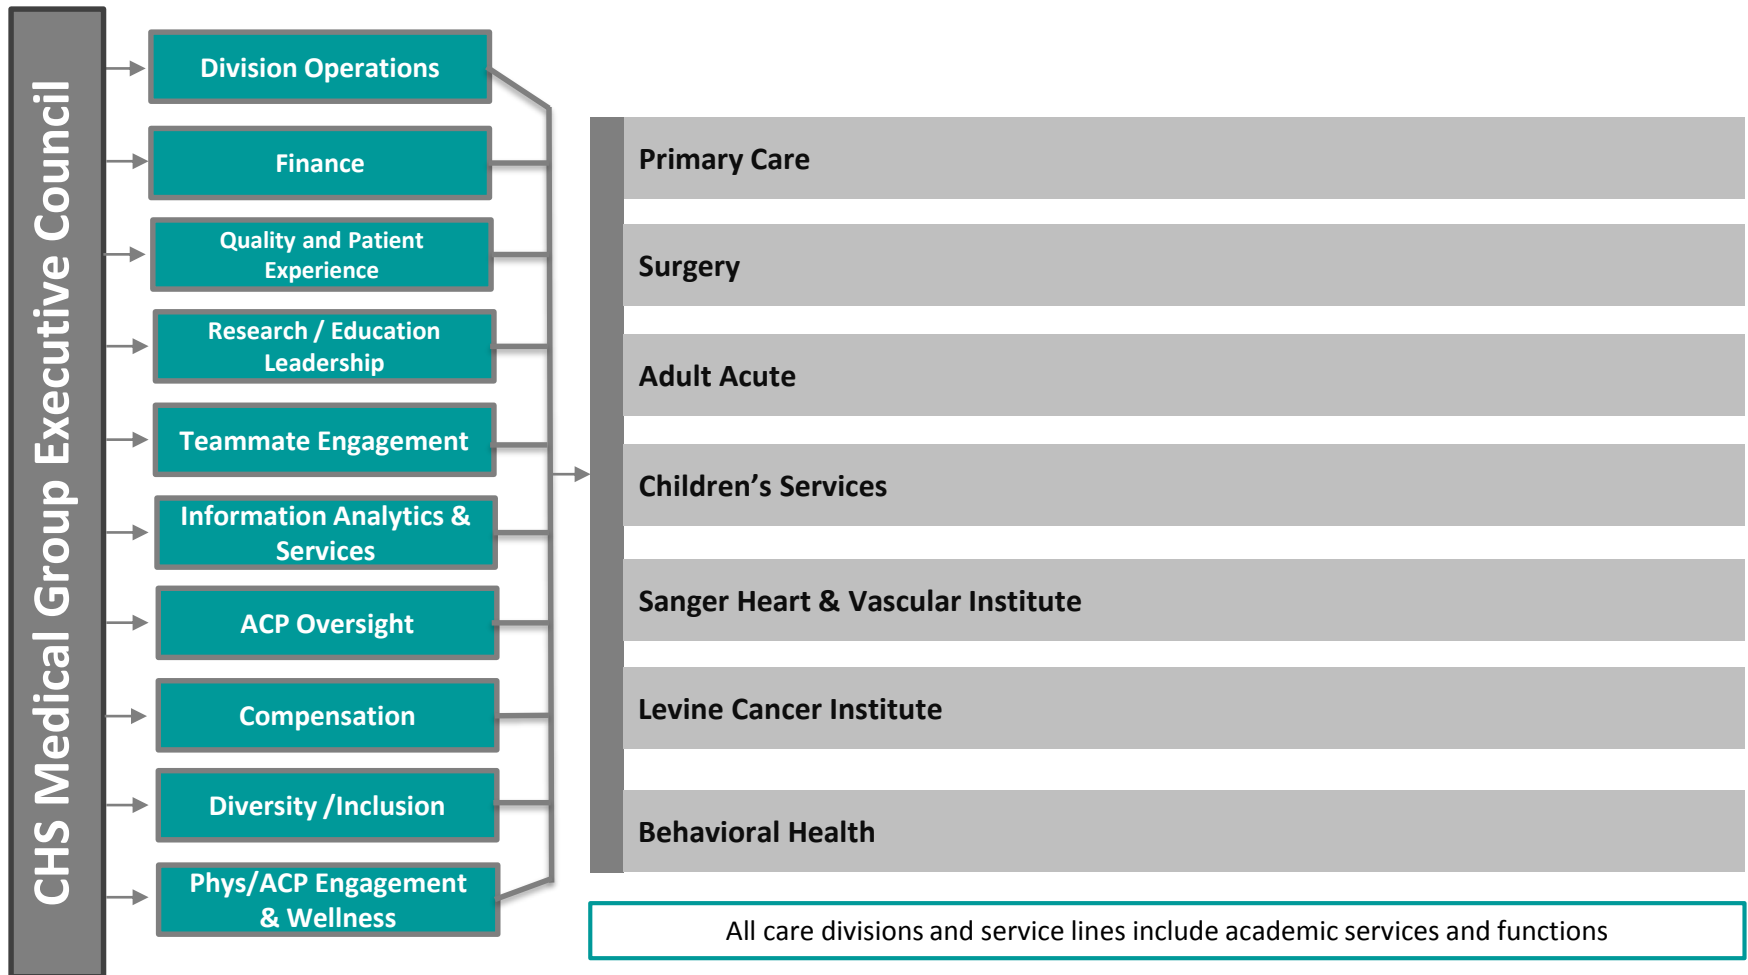 CHS Medical Group Executive Council
Division Operations
Finance
Quality and Patient
Experience
Research / Education
Leadership
Teammate Engagement
Information Analytics &
Services
ACP Oversight
Compensation
Diversity /Inclusion
Phys/ACP Engagement
& Wellness
Primary Care
Surgery
Adult Acute
Children’s Services
Sanger Heart & Vascular Institute
Levine Cancer Institute
Behavioral Health
All care divisions and service lines include academic services and functions